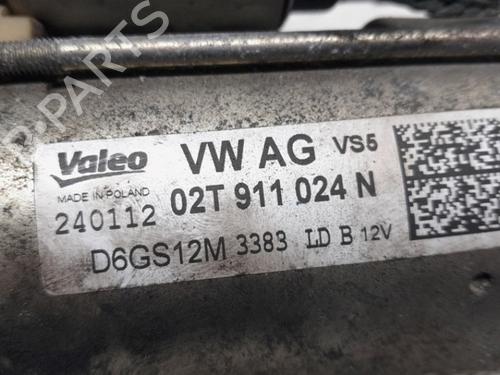 Valeo VW AG VS5
MADE IN POLAND
240112 02T 911 024 N
D6GS12M 3383 LD B 12V
B-Parts